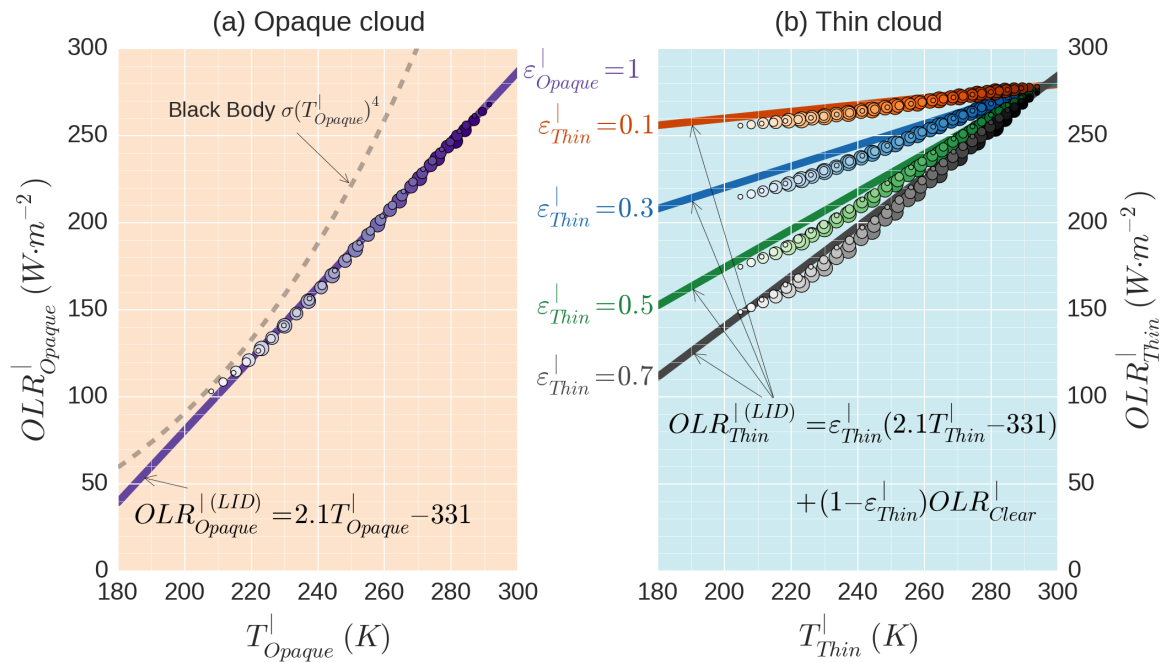 (a) Opaque cloud
(b) Thin cloud
300
250
200
150
100
50
0
180 200 220 240 260 280 300
OLR|Opaque (W·m−2)
T|Opaque (K)
Black Body σ(T|Opaque)4
OLR|(LID)Opaque =2.1T|Opaque−331
ε|Opaque=1
ε|Thin=0.1
ε|Thin=0.3
ε|Thin=0.5
ε|Thin=0.7
OLR|(LID)Thin =ε|Thin(2.1T|Thin−331)
+(1−ε|Thin)OLR|Clear
300
250
200
150
100
50
0
180 200 220 240 260 280 300
T|Thin (K)
OLR|Thin (W·m−2)